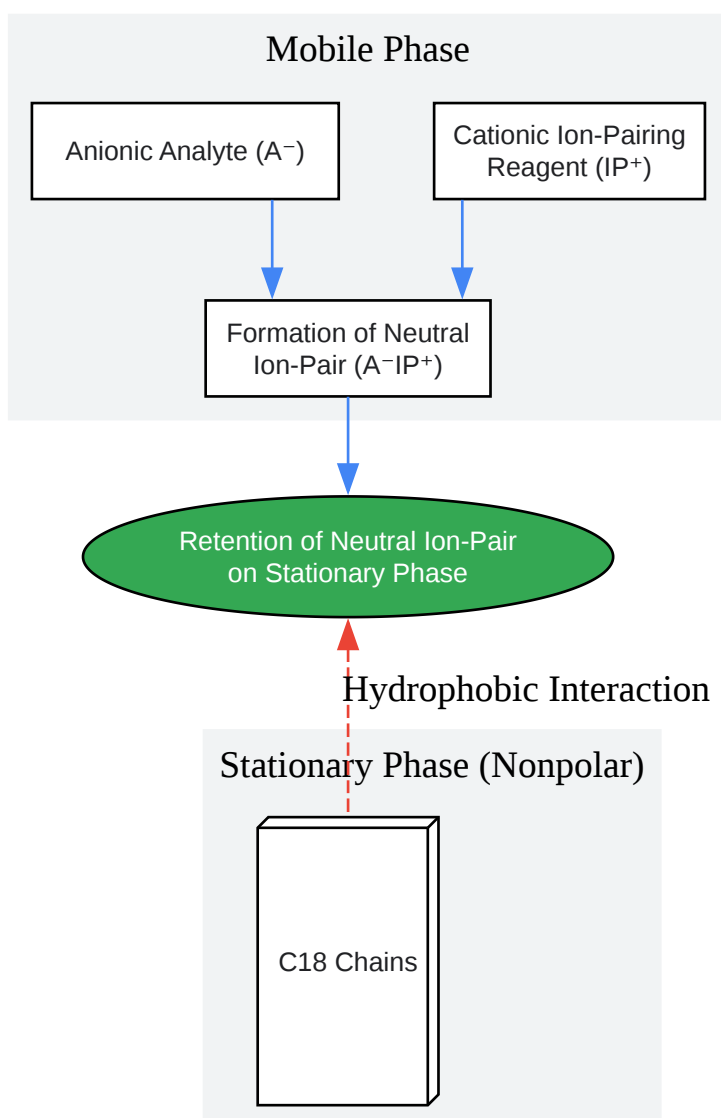 Mobile Phase
Anionic Analyte (A⁻)
Cationic Ion-Pairing
Reagent (IP⁺)
Formation of Neutral
Ion-Pair (A⁻IP⁺)
Retention of Neutral Ion-Pair
on Stationary Phase
Hydrophobic Interaction
Stationary Phase (Nonpolar)
C18 Chains